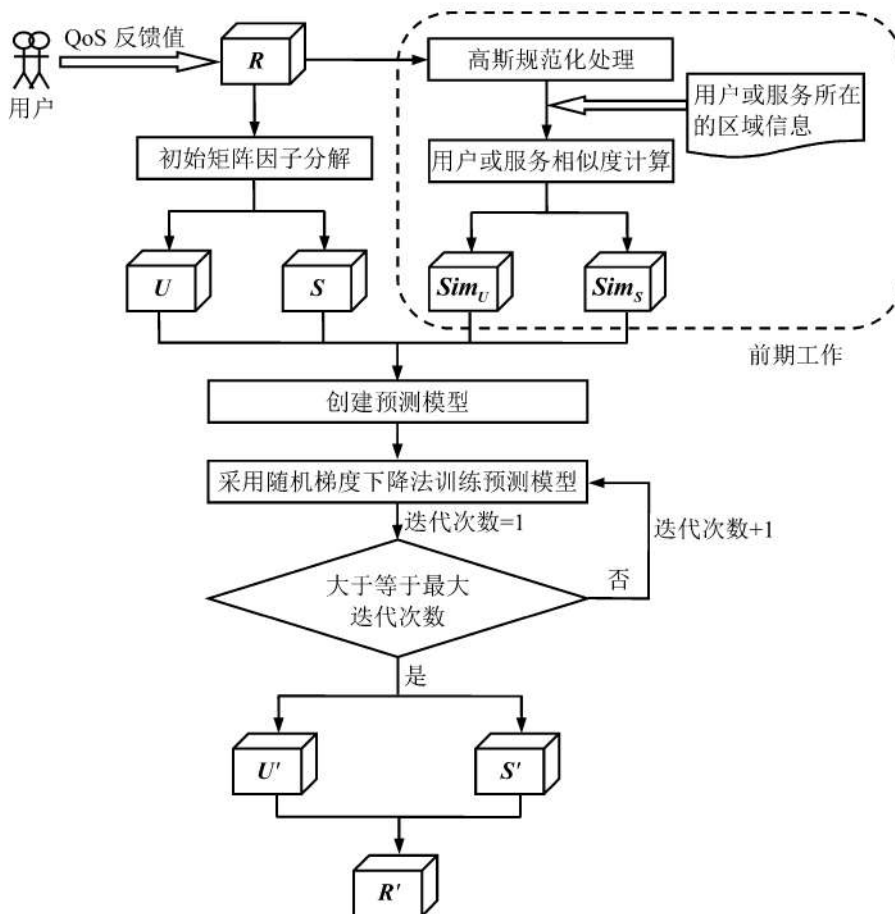 QoS 反馈值
用户
R
高斯规范化处理
用户或服务所在
的区域信息
初始矩阵因子分解
用户或服务相似度计算
U
S
Sim_U
Sim_S
前期工作
创建预测模型
采用随机梯度下降法训练预测模型
迭代次数=1
迭代次数+1
大于等于最大
迭代次数
否
是
U'
S'
R'